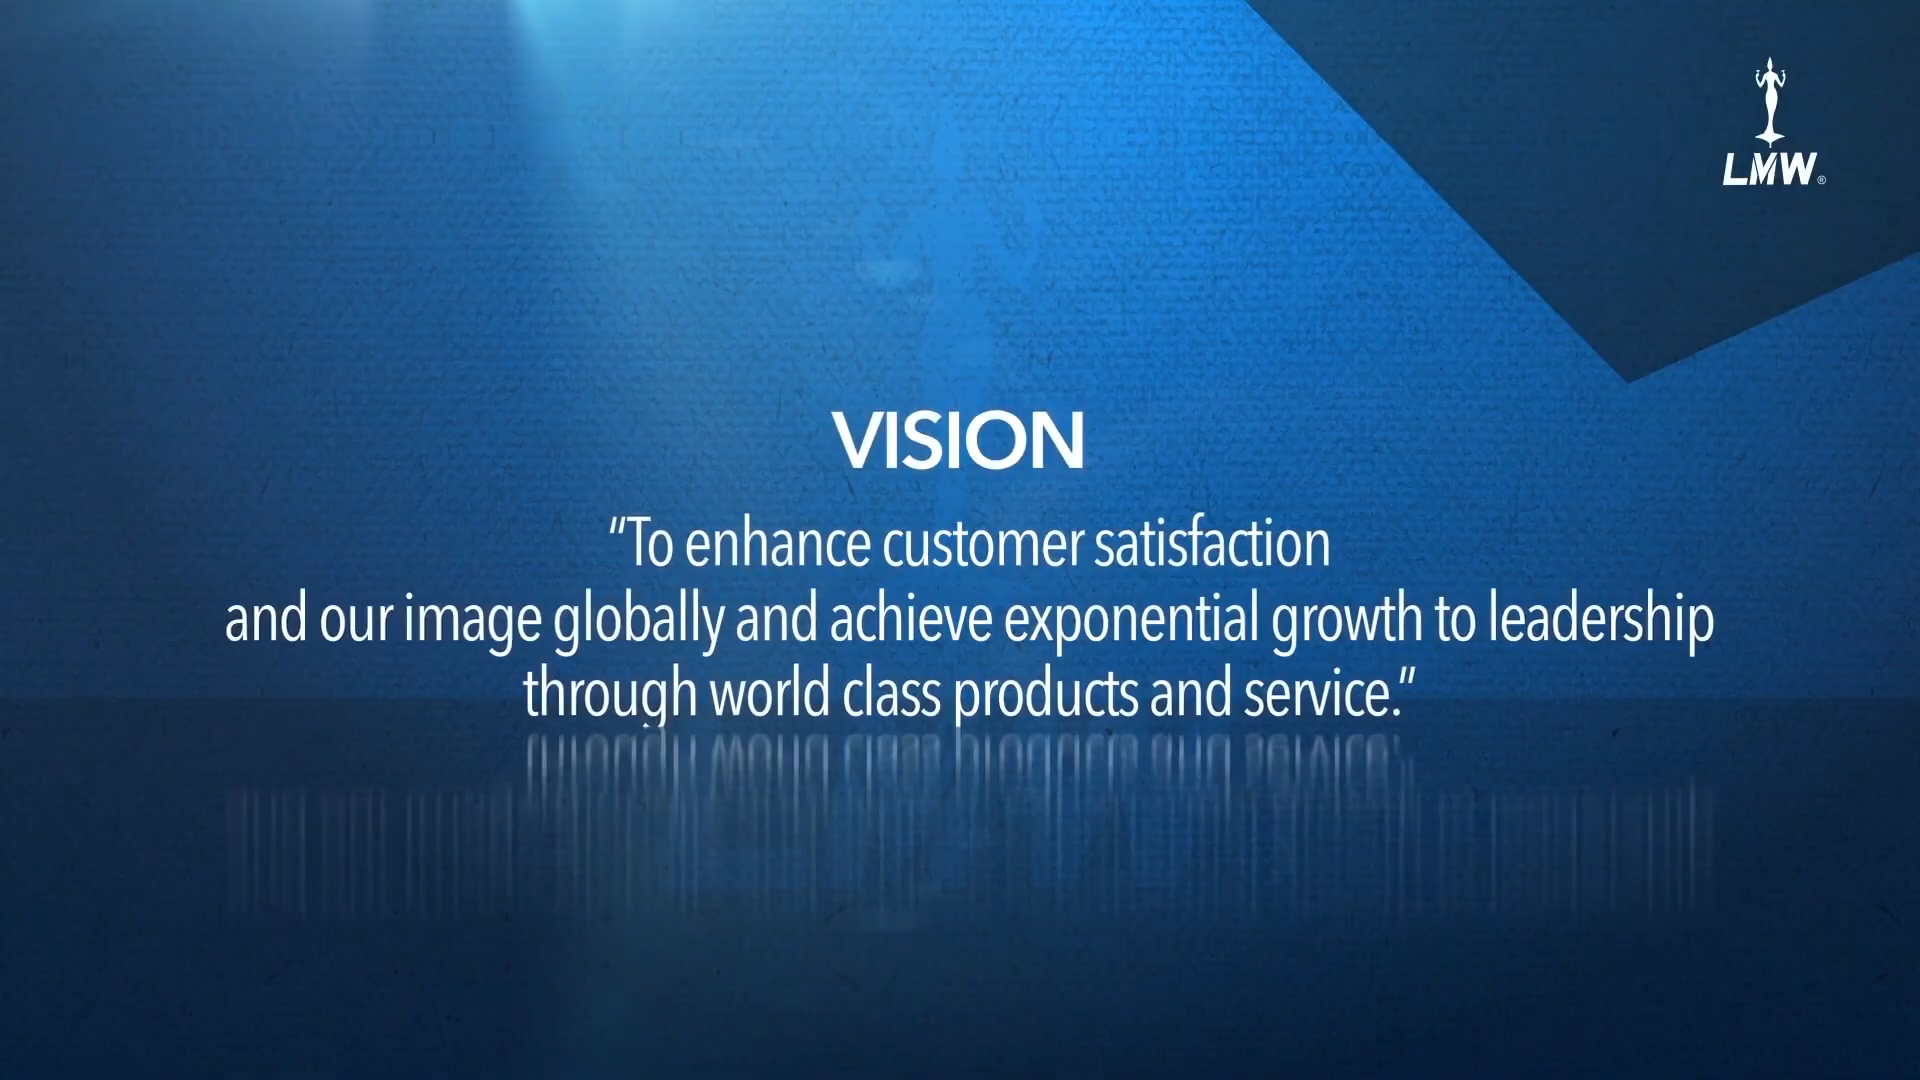 LMW®
VISION
“To enhance customer satisfaction
and our image globally and achieve exponential growth to leadership
through world class products and service.”